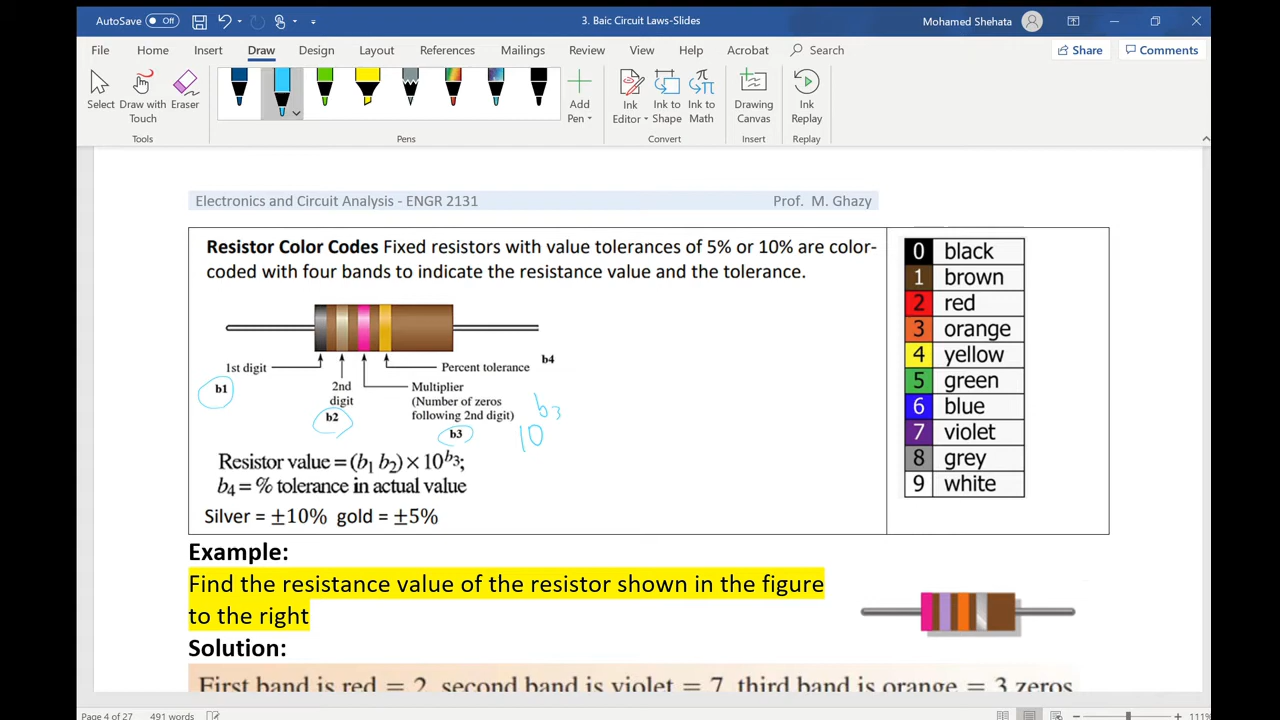 AutoSave Off 3. Baic Circuit Laws-Slides Mohamed Shehata
File Home Insert Draw Design Layout References Mailings Review View Help Acrobat Search Share Comments
Select Draw with Touch Eraser Add Pen Ink Editor Ink to Shape Ink to Math Drawing Canvas Ink Replay
Tools Pens Convert Insert Replay
Electronics and Circuit Analysis - ENGR 2131 Prof. M. Ghazy
Resistor Color Codes Fixed resistors with value tolerances of 5% or 10% are color-
coded with four bands to indicate the resistance value and the tolerance.
1st digit
b1
2nd
digit
b2
Percent tolerance
b4
Multiplier
(Number of zeros
following 2nd digit)
b3
10 b3
Resistor value = (b1 b2) × 10^b3;
b4 = % tolerance in actual value
Silver = ±10% gold = ±5%
0 black
1 brown
2 red
3 orange
4 yellow
5 green
6 blue
7 violet
8 grey
9 white
Example:
Find the resistance value of the resistor shown in the figure
to the right
Solution:
First band is red = 2, second band is violet = 7, third band is orange = 3 zeros
Page 4 of 27 491 words 111%